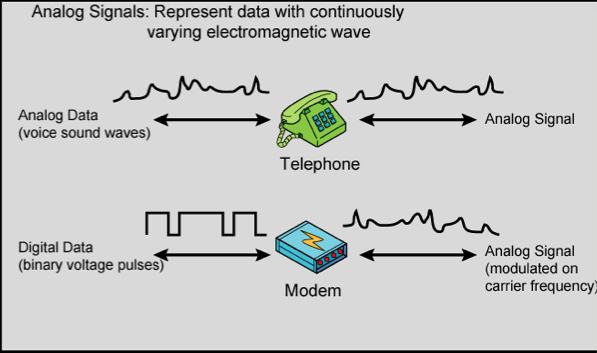 Analog Signals: Represent data with continuously
varying electromagnetic wave
Analog Data
(voice sound waves)
Analog Signal
Telephone
Digital Data
(binary voltage pulses)
Analog Signal
(modulated on
carrier frequency)
Modem